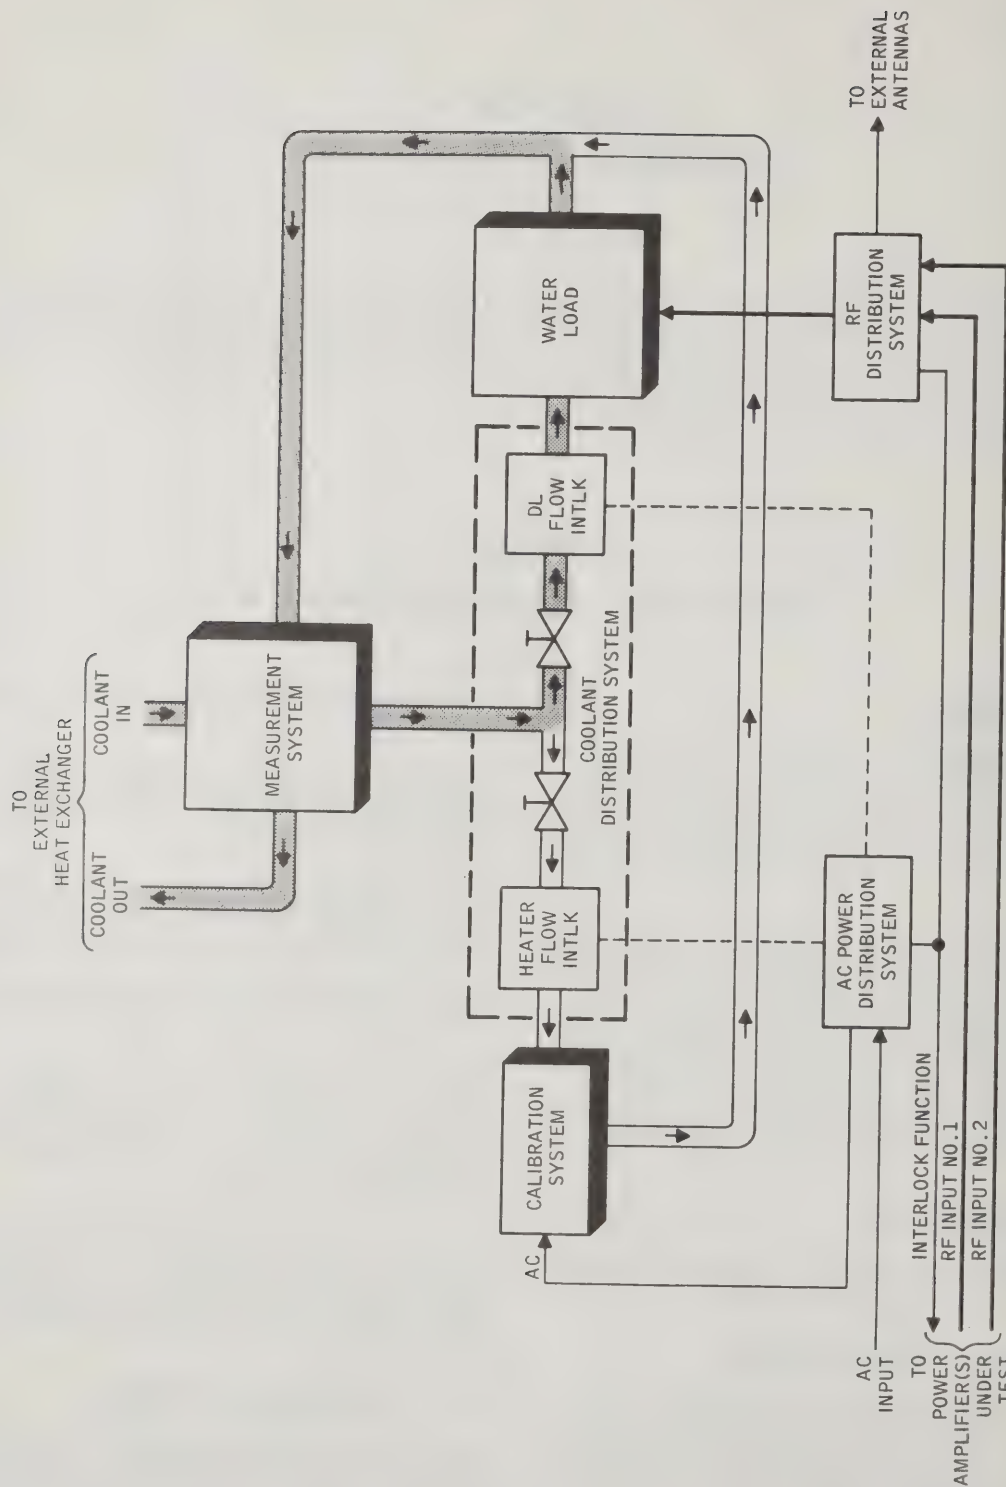 TO
EXTERNAL
HEAT EXCHANGER
COOLANT
OUT
COOLANT
IN
MEASUREMENT
SYSTEM
CALIBRATION
SYSTEM
HEATER
FLOW
INTLK
COOLANT
DISTRIBUTION SYSTEM
DL
FLOW
INTLK
WATER
LOAD
AC
AC POWER
DISTRIBUTION
SYSTEM
RF
DISTRIBUTION
SYSTEM
TO
EXTERNAL
ANTENNAS
AC
INPUT
TO
POWER
AMPLIFIER(S)
UNDER
TEST
INTERLOCK FUNCTION
RF INPUT NO.1
RF INPUT NO.2